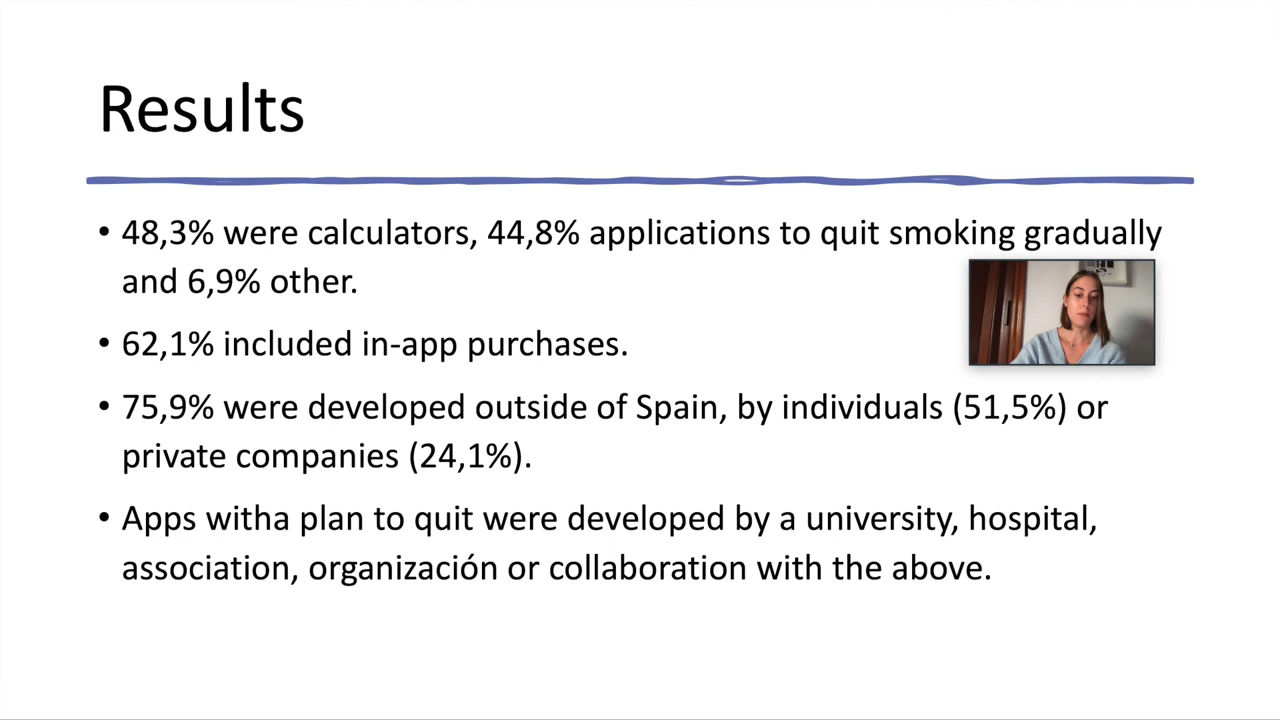 Results
• 48,3% were calculators, 44,8% applications to quit smoking gradually
and 6,9% other.
• 62,1% included in-app purchases.
• 75,9% were developed outside of Spain, by individuals (51,5%) or
private companies (24,1%).
• Apps witha plan to quit were developed by a university, hospital,
association, organización or collaboration with the above.